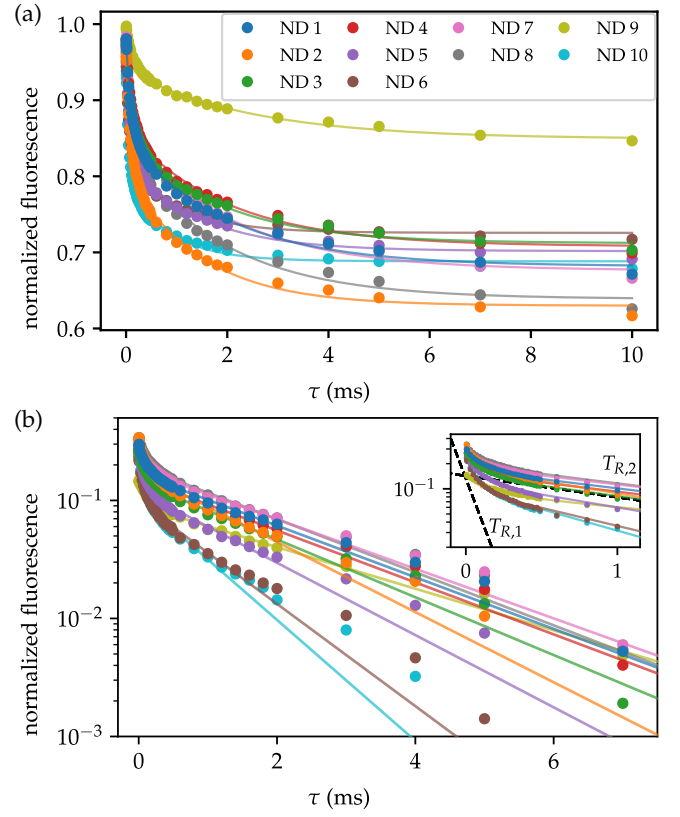 (a)
1.0
0.9
0.8
0.7
0.6
normalized fluorescence
ND 1 ND 4 ND 7 ND 9
ND 2 ND 5 ND 8 ND 10
ND 3 ND 6
0 2 4 6 8 10
τ (ms)
(b)
10⁻¹
10⁻²
10⁻³
normalized fluorescence
10⁻¹
T_{R,2}
T_{R,1}
0 1
0 2 4 6
τ (ms)